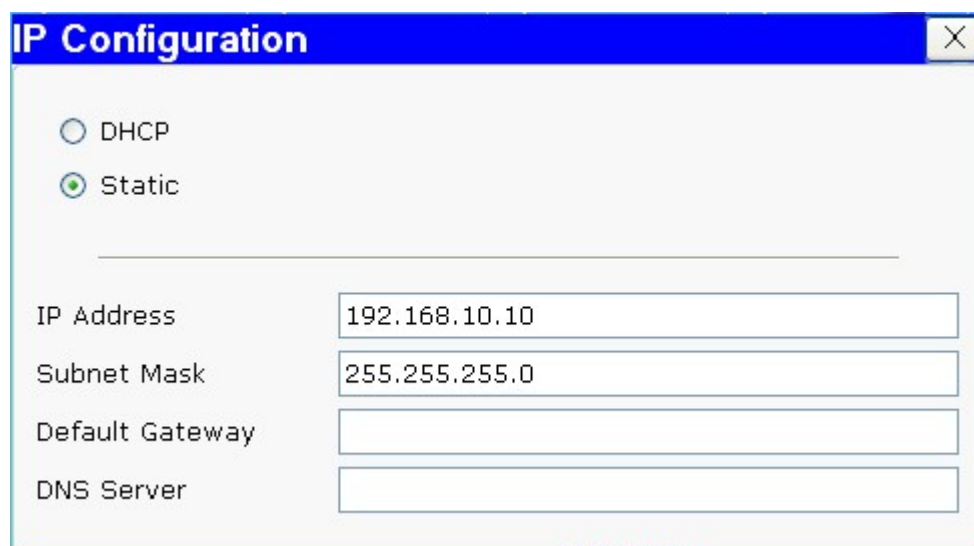 IP Configuration
DHCP
Static
IP Address 192.168.10.10
Subnet Mask 255.255.255.0
Default Gateway
DNS Server